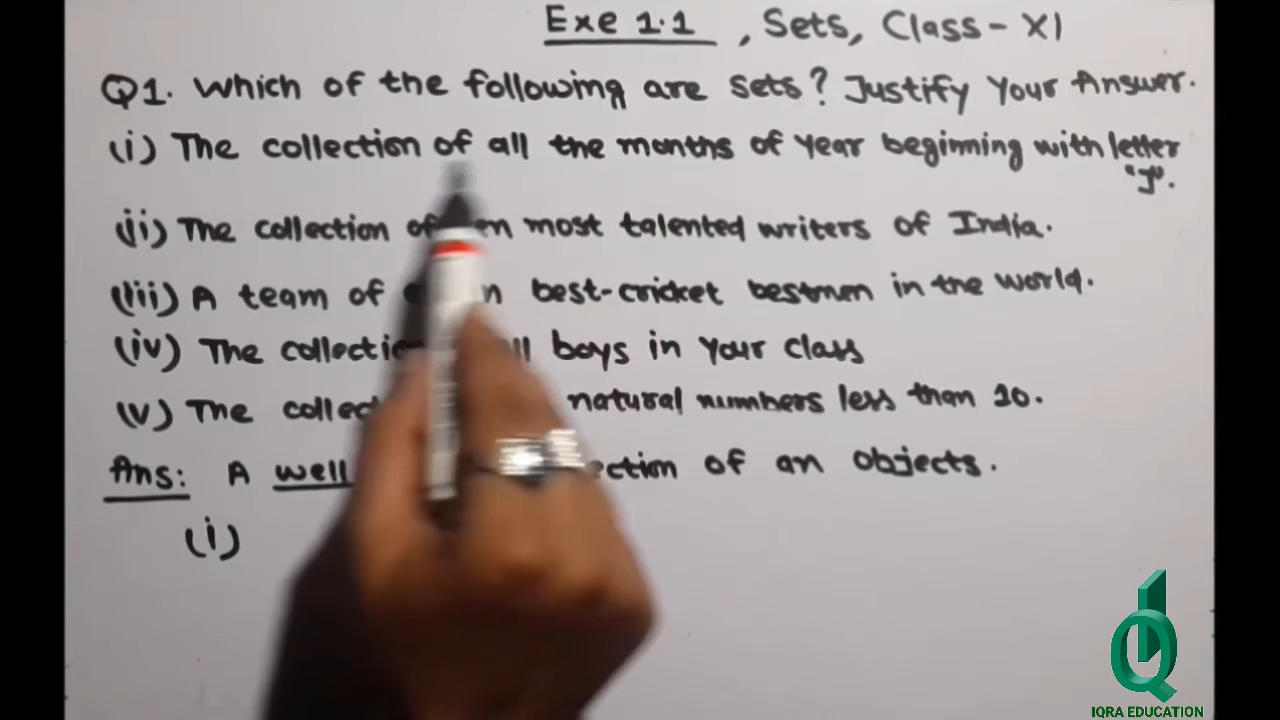 Exe 1.1 , Sets, Class - XI
Q1. Which of the following are sets? Justify Your Answer.
(i) The collection of all the months of Year beginning with letter
"J".
(ii) The collection of most talented writers of India.
(iii) A team of best-cricket bestmen in the world.
(iv) The boys in Your class
(v) The natural numbers less than 10.
Ans: A well of an objects.
(i)
IQRA EDUCATION